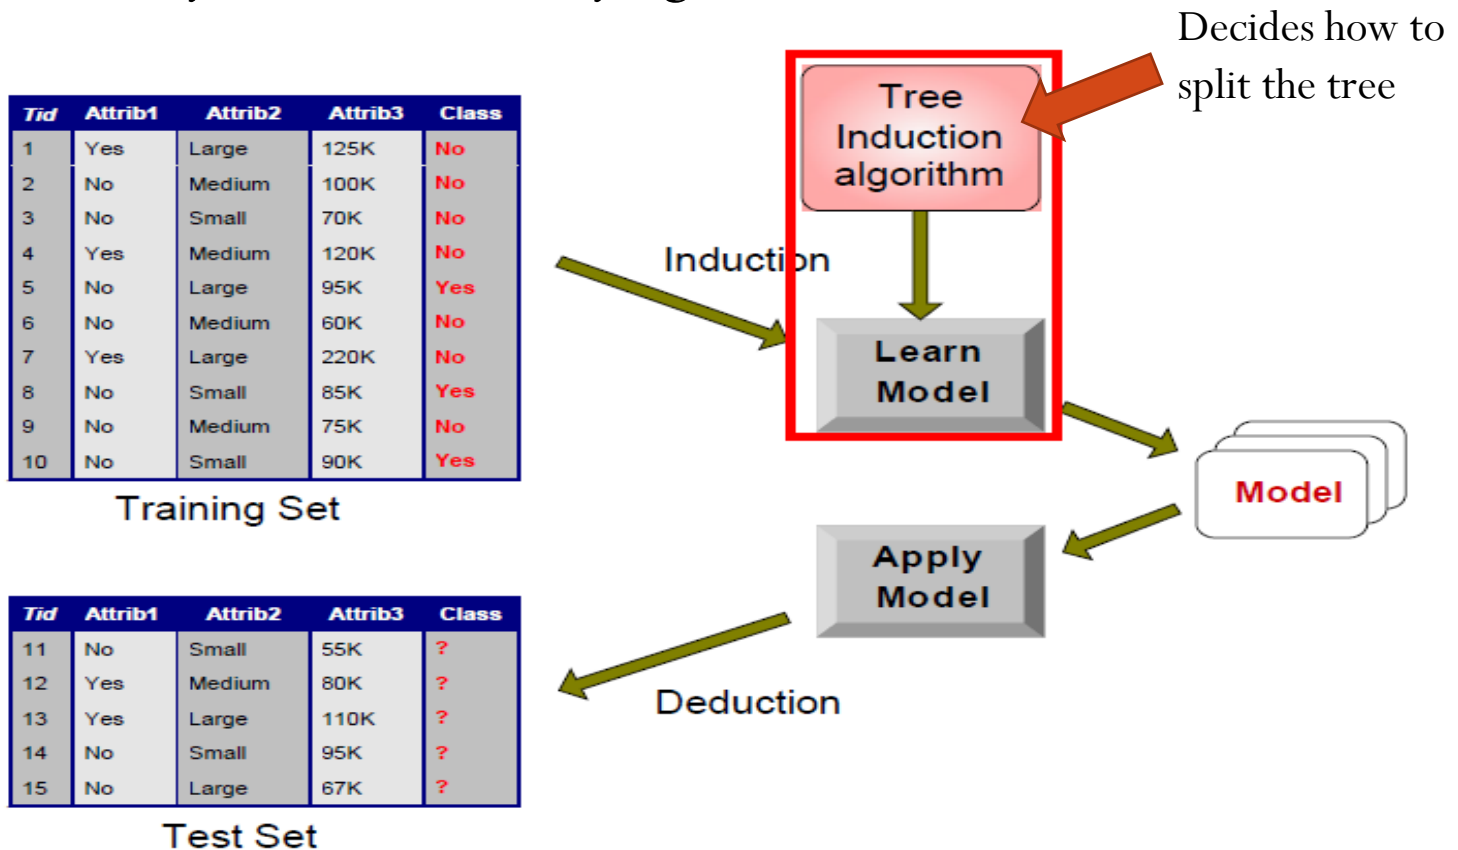 Decides how to
split the tree
Tree
Induction
algorithm
Tid Attrib1 Attrib2 Attrib3 Class
1 Yes Large 125K No
2 No Medium 100K No
3 No Small 70K No
4 Yes Medium 120K No
5 No Large 95K Yes
6 No Medium 60K No
7 Yes Large 220K No
8 No Small 85K Yes
9 No Medium 75K No
10 No Small 90K Yes
Training Set
Induction
Learn
Model
Model
Apply
Model
Deduction
Tid Attrib1 Attrib2 Attrib3 Class
11 No Small 55K ?
12 Yes Medium 80K ?
13 Yes Large 110K ?
14 No Small 95K ?
15 No Large 67K ?
Test Set